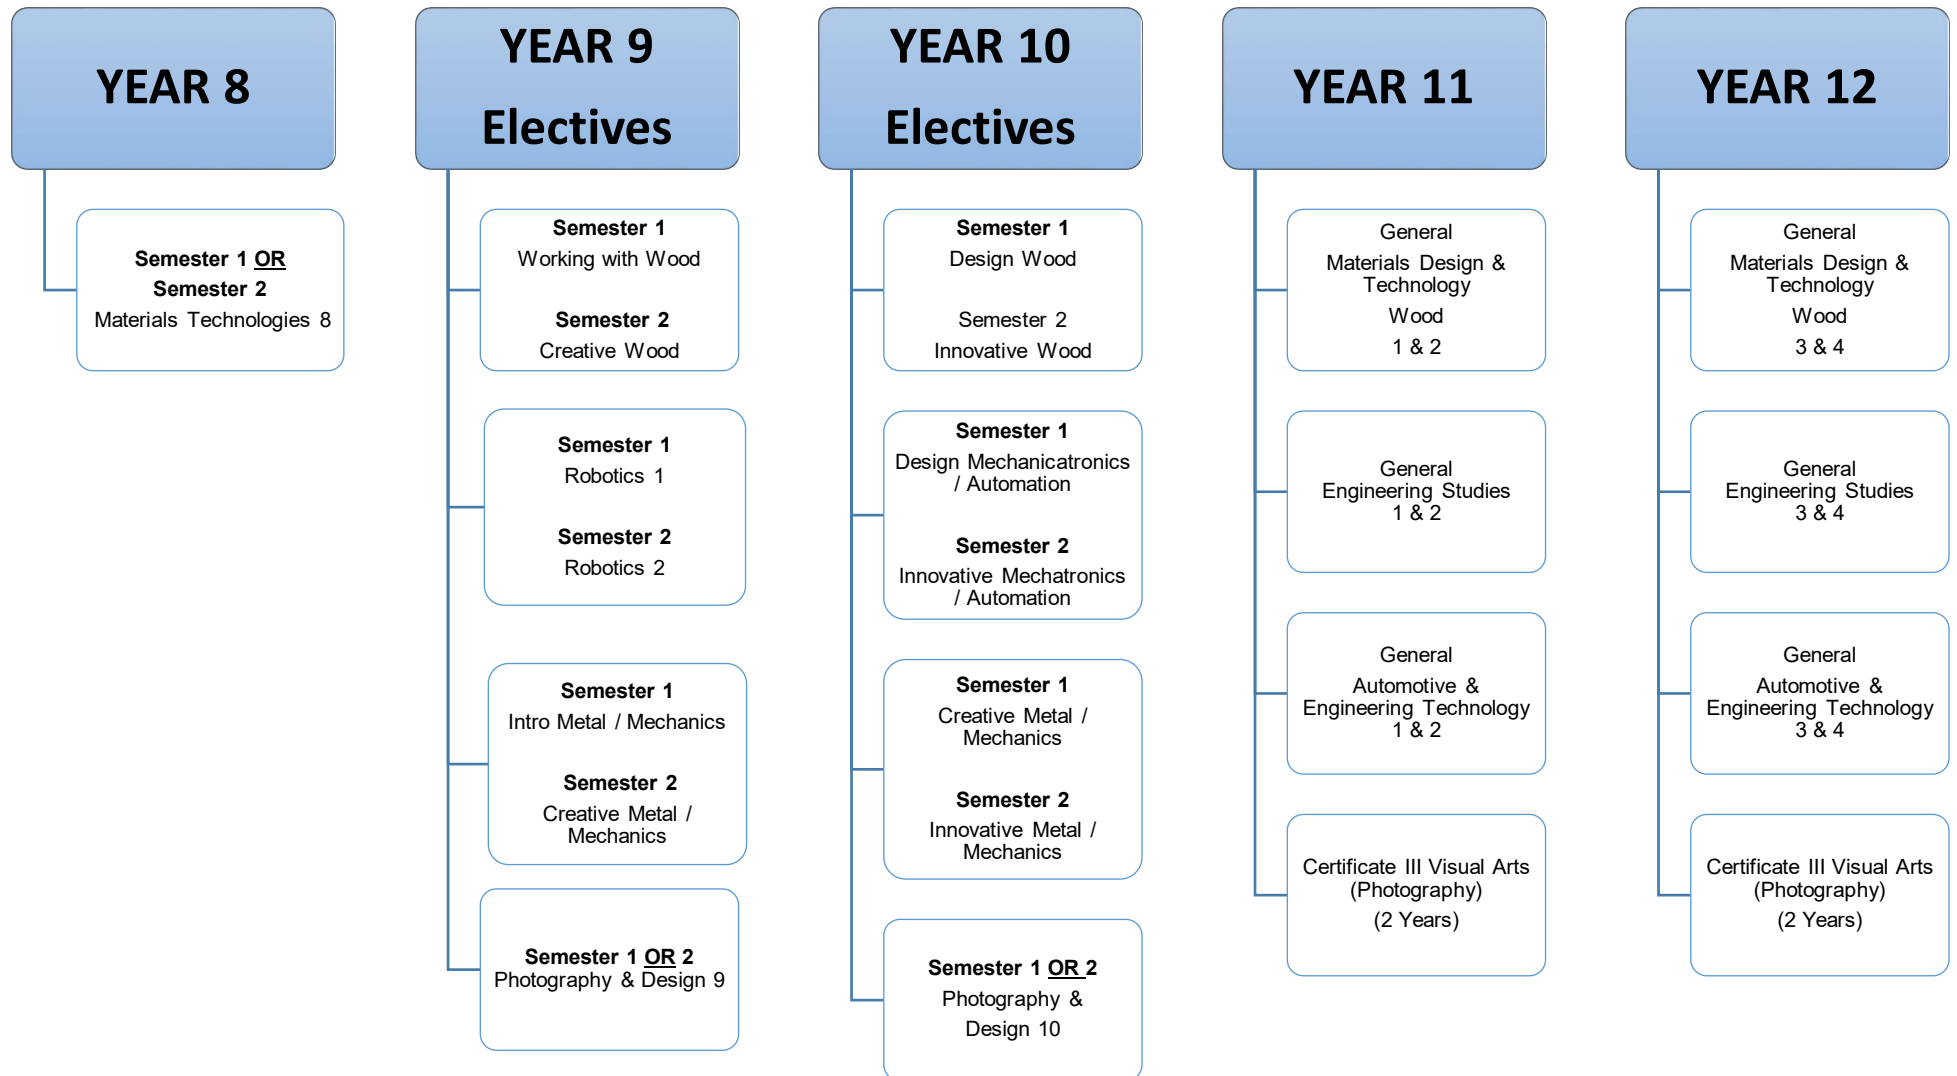 YEAR 8
Semester 1 OR
Semester 2
Materials Technologies 8
YEAR 9
Electives
Semester 1
Working with Wood
Semester 2
Creative Wood
Semester 1
Robotics 1
Semester 2
Robotics 2
Semester 1
Intro Metal / Mechanics
Semester 2
Creative Metal /
Mechanics
Semester 1 OR 2
Photography & Design 9
YEAR 10
Electives
Semester 1
Design Wood
Semester 2
Innovative Wood
Semester 1
Design Mechanicatronics
/ Automation
Semester 2
Innovative Mechatronics
/ Automation
Semester 1
Creative Metal /
Mechanics
Semester 2
Innovative Metal /
Mechanics
Semester 1 OR 2
Photography &
Design 10
YEAR 11
General
Materials Design &
Technology
Wood
1 & 2
General
Engineering Studies
1 & 2
General
Automotive &
Engineering Technology
1 & 2
Certificate III Visual Arts
(Photography)
(2 Years)
YEAR 12
General
Materials Design &
Technology
Wood
3 & 4
General
Engineering Studies
3 & 4
General
Automotive &
Engineering Technology
3 & 4
Certificate III Visual Arts
(Photography)
(2 Years)